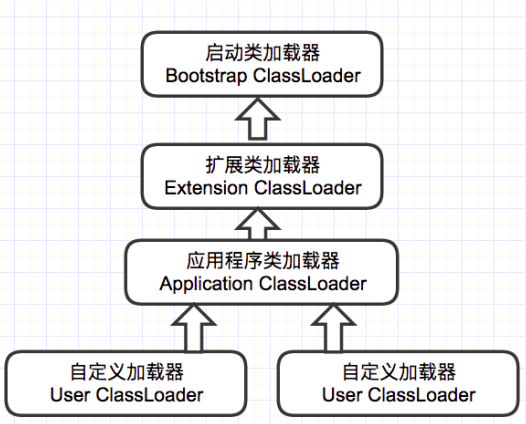 启动类加载器
Bootstrap ClassLoader
扩展类加载器
Extension ClassLoader
应用程序类加载器
Application ClassLoader
自定义加载器
User ClassLoader
自定义加载器
User ClassLoader